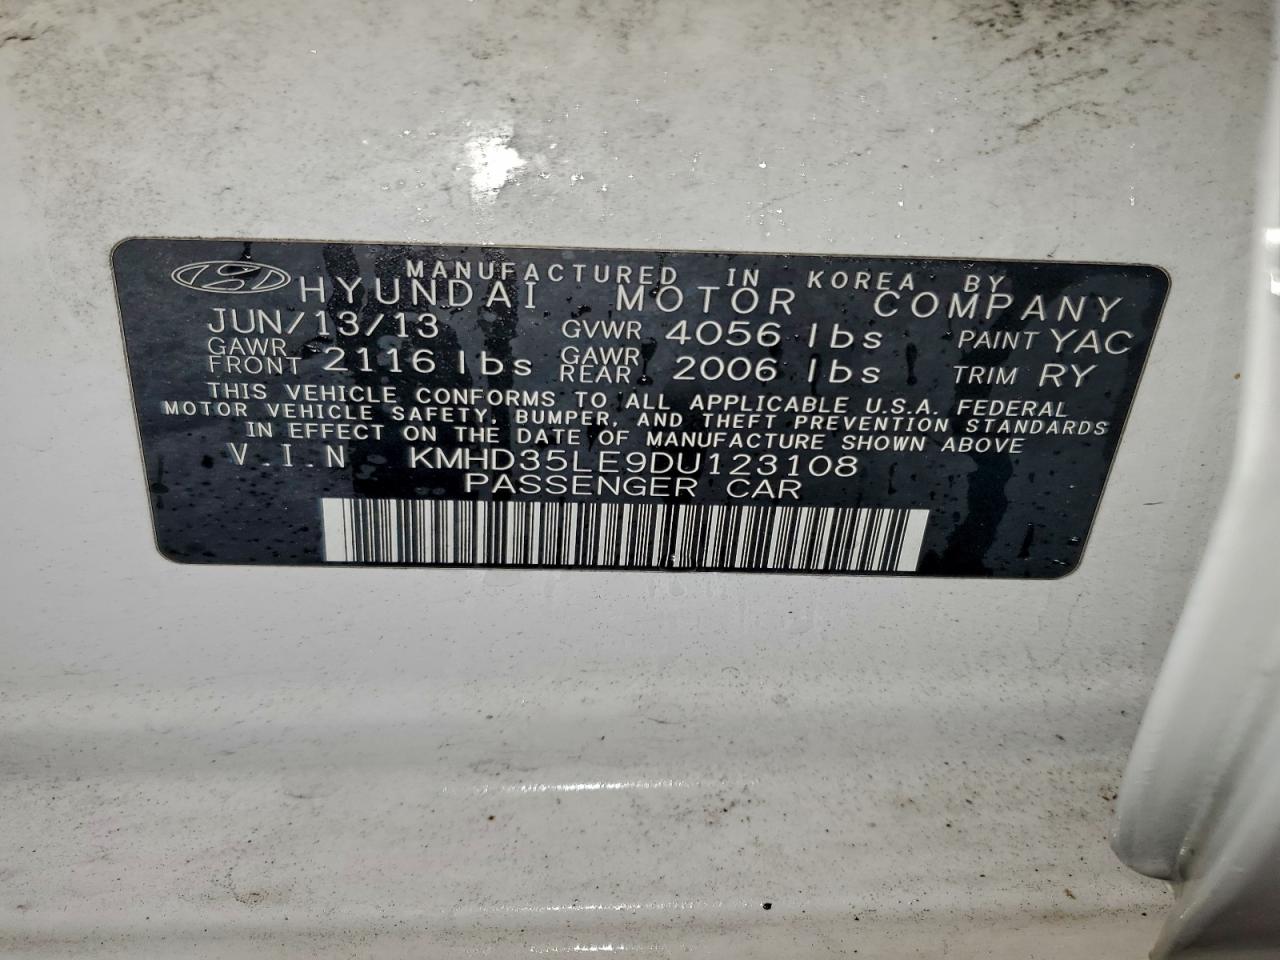 MANUFACTURED IN KOREA BY
HYUNDAI MOTOR COMPANY
JUN/13/13 GVWR 4056 lbs PAINT YAC
GAWR FRONT 2116 lbs GAWR REAR 2006 lbs TRIM RY
THIS VEHICLE CONFORMS TO ALL APPLICABLE U.S.A. FEDERAL
MOTOR VEHICLE SAFETY, BUMPER, AND THEFT PREVENTION STANDARDS
IN EFFECT ON THE DATE OF MANUFACTURE SHOWN ABOVE
V.I.N KMHD35LE9DU123108
PASSENGER CAR